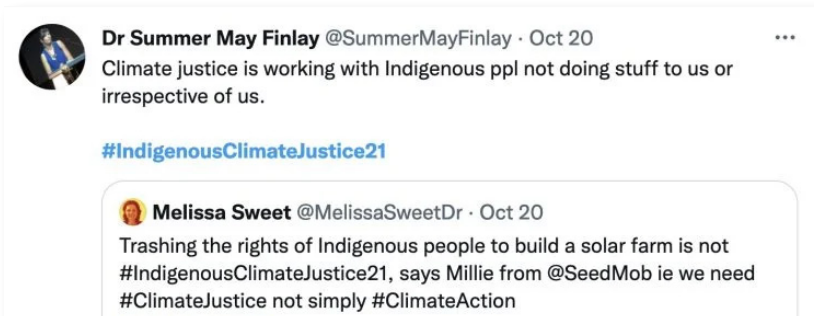 Dr Summer May Finlay @SummerMayFinlay · Oct 20
Climate justice is working with Indigenous ppl not doing stuff to us or
irrespective of us.
#IndigenousClimateJustice21
Melissa Sweet @MelissaSweetDr · Oct 20
Trashing the rights of Indigenous people to build a solar farm is not
#IndigenousClimateJustice21, says Millie from @SeedMob ie we need
#ClimateJustice not simply #ClimateAction